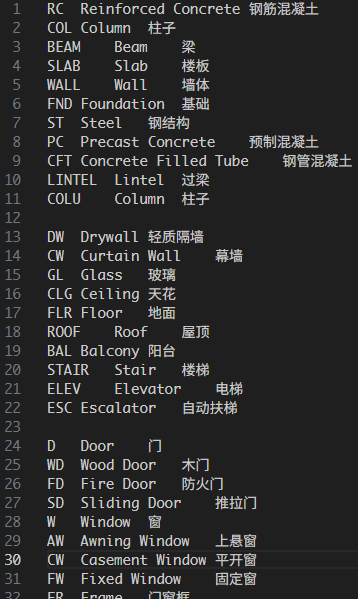 1 RC Reinforced Concrete 钢筋混凝土
2 COL Column 柱子
3 BEAM Beam 梁
4 SLAB Slab 楼板
5 WALL Wall 墙体
6 FND Foundation 基础
7 ST Steel 钢结构
8 PC Precast Concrete 预制混凝土
9 CFT Concrete Filled Tube 钢管混凝土
10 LINTEL Lintel 过梁
11 COLU Column 柱子
12
13 DW Drywall 轻质隔墙
14 CW Curtain Wall 幕墙
15 GL Glass 玻璃
16 CLG Ceiling 天花
17 FLR Floor 地面
18 ROOF Roof 屋顶
19 BAL Balcony 阳台
20 STAIR Stair 楼梯
21 ELEV Elevator 电梯
22 ESC Escalator 自动扶梯
23
24 D Door 门
25 WD Wood Door 木门
26 FD Fire Door 防火门
27 SD Sliding Door 推拉门
28 W Window 窗
29 AW Awning Window 上悬窗
30 CW Casement Window 平开窗
31 FW Fixed Window 固定窗
32 FR Frame 门窗框